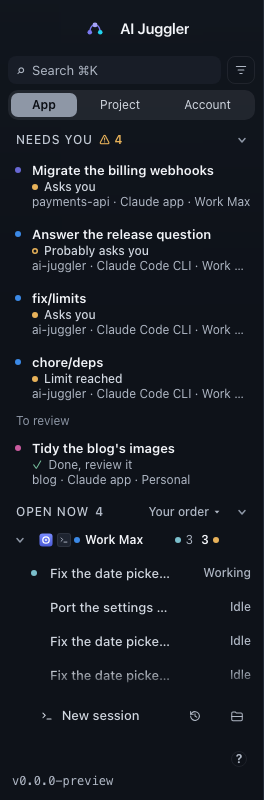 AI Juggler
Search ⌘K
App Project Account
NEEDS YOU 4
Migrate the billing webhooks
Asks you
payments-api · Claude app · Work Max
Answer the release question
Probably asks you
ai-juggler · Claude Code CLI · Work ...
fix/limits
Asks you
ai-juggler · Claude Code CLI · Work ...
chore/deps
Limit reached
ai-juggler · Claude Code CLI · Work ...
To review
Tidy the blog's images
✓ Done, review it
blog · Claude app · Personal
OPEN NOW 4 Your order
Work Max 3 3
Fix the date picke... Working
Port the settings ... Idle
Fix the date picke... Idle
Fix the date picke... Idle
New session
?
v0.0.0-preview